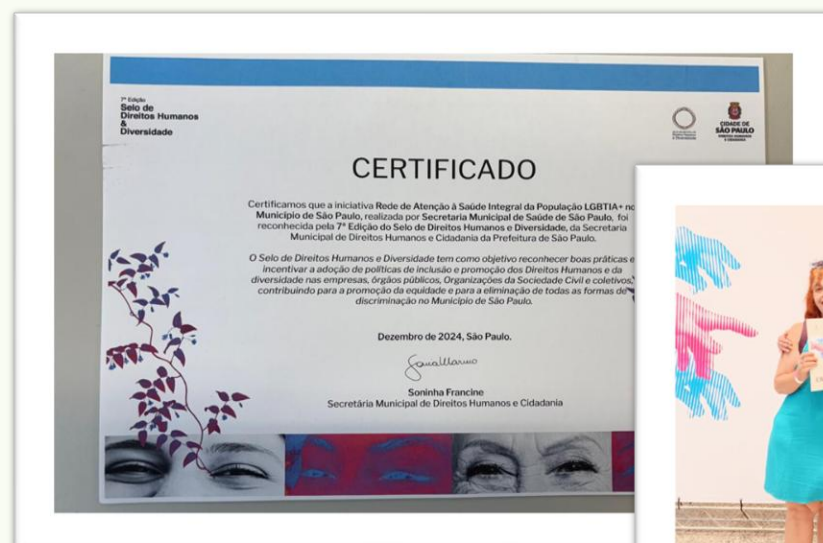 7ª Edição
Selo de
Direitos Humanos
&
Diversidade
CIDADE DE
SÃO PAULO
DIREITOS HUMANOS
E CIDADANIA
CERTIFICADO
Certificamos que a iniciativa Rede de Atenção à Saúde Integral da População LGBTIA+ no
Município de São Paulo, realizada por Secretaria Municipal de Saúde de São Paulo, foi
reconhecida pela 7ª Edição do Selo de Direitos Humanos e Diversidade, da Secretaria
Municipal de Direitos Humanos e Cidadania da Prefeitura de São Paulo.
O Selo de Direitos Humanos e Diversidade tem como objetivo reconhecer boas práticas e
incentivar a adoção de políticas de inclusão e promoção dos Direitos Humanos e da
diversidade nas empresas, órgãos públicos, Organizações da Sociedade Civil e coletivos,
contribuindo para a promoção da equidade e para a eliminação de todas as formas de
discriminação no Município de São Paulo.
Dezembro de 2024, São Paulo.
Soninha Francine
Secretária Municipal de Direitos Humanos e Cidadania